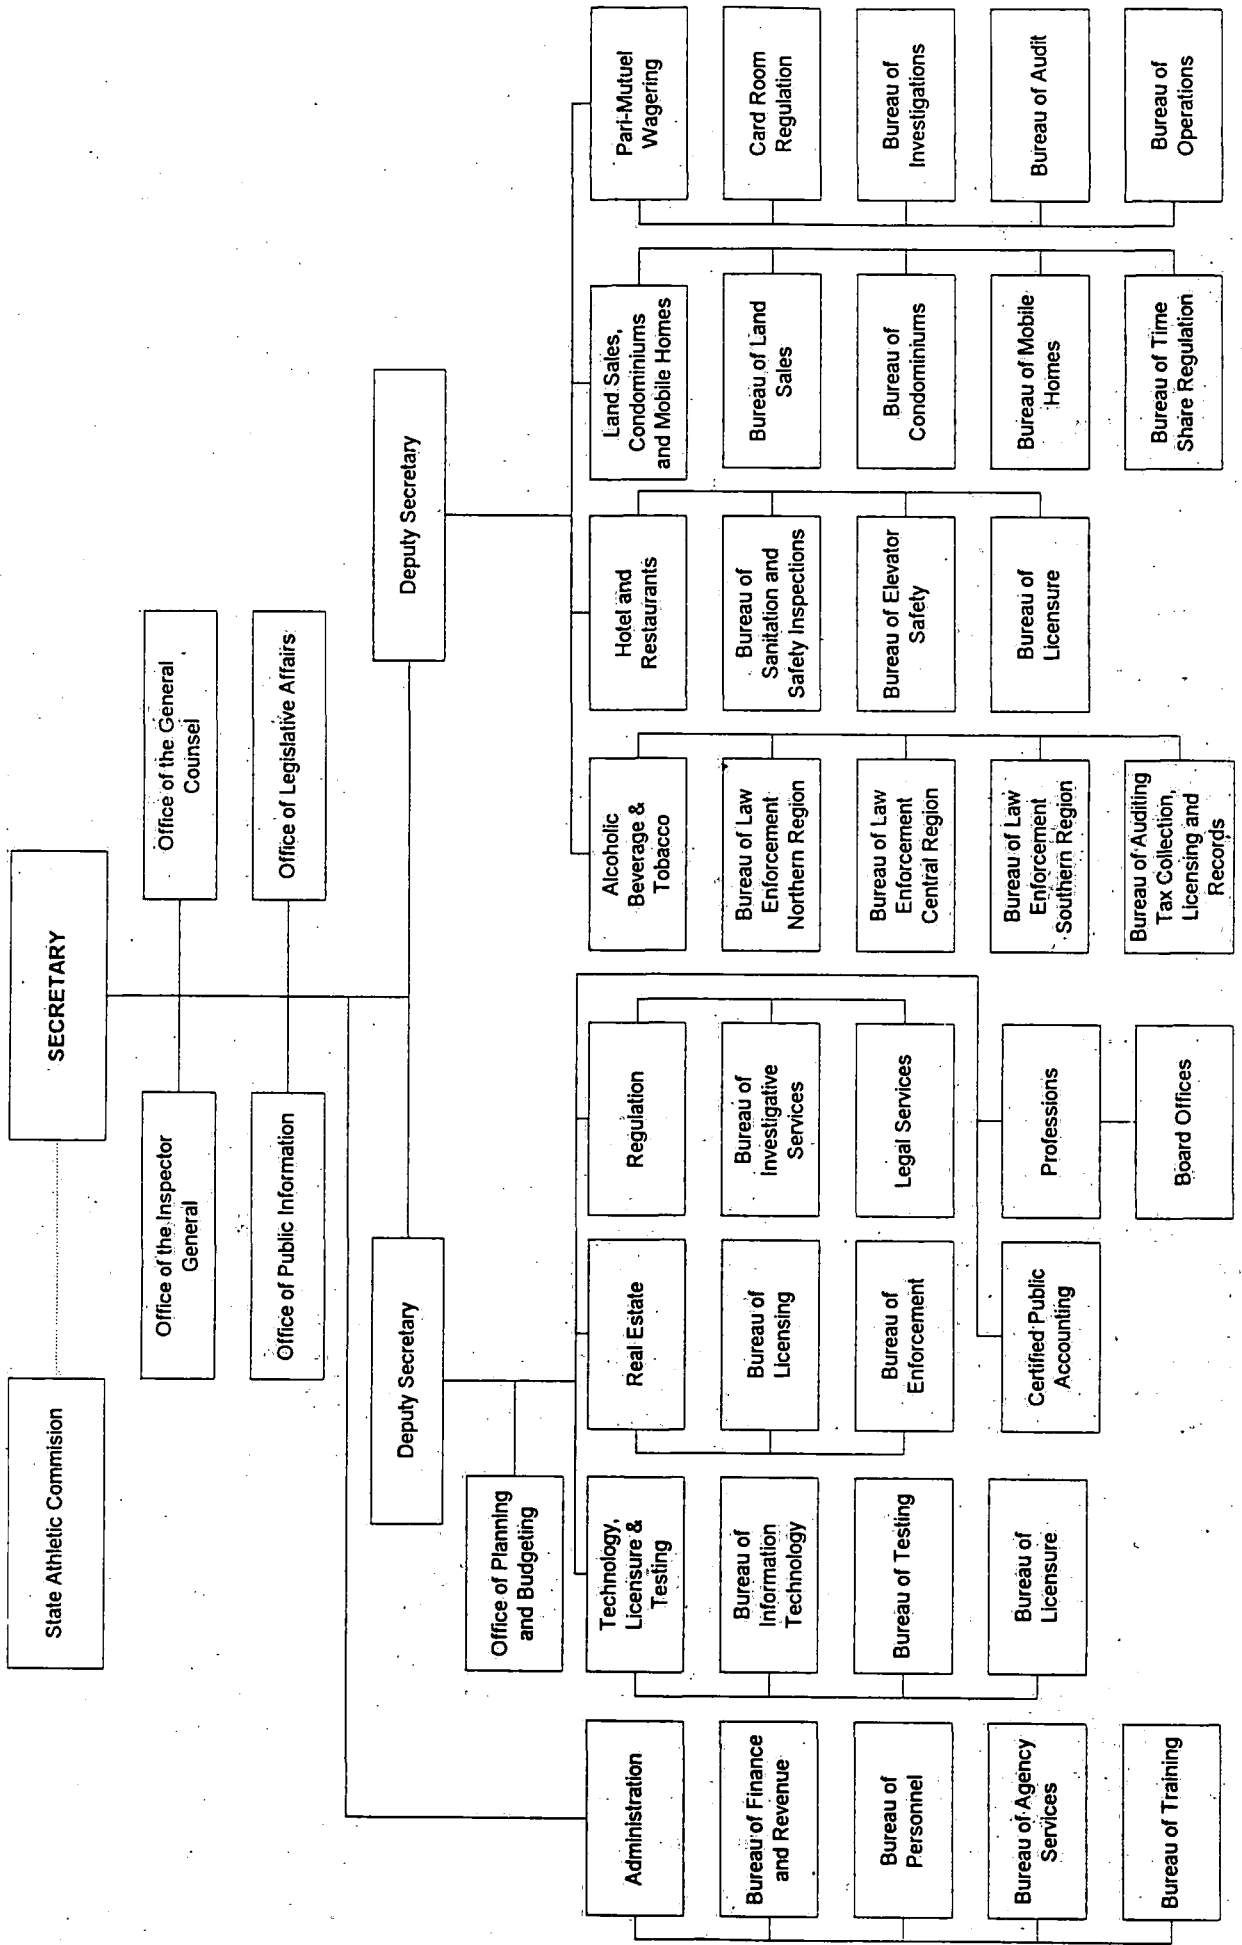 State Athletic Commision
SECRETARY
Office of the Inspector
General
Office of the General
Counsel
Office of Public Information
Office of Legislative Affairs
Deputy Secretary
Deputy Secretary
Office of Planning
and Budgeting
Administration
Bureau of Finance
and Revenue
Bureau of
Personnel
Bureau of Agency
Services
Bureau of Training
Technology,
Licensure &
Testing
Bureau of
Information
Technology
Bureau of Testing
Bureau of
Licensure
Real Estate
Bureau of
Licensing
Bureau of
Enforcement
Certified Public
Accounting
Regulation
Bureau of
Investigative
Services
Legal Services
Professions
Board Offices
Alcoholic
Beverage &
Tobacco
Bureau of Law
Enforcement
Northern Region
Bureau of Law
Enforcement
Central Region
Bureau of Law
Enforcement
Southern Region
Bureau of Auditing
Tax Collection,
Licensing and
Records
Hotel and
Restaurants
Bureau of
Sanitation and
Safety Inspections
Bureau of Elevator
Safety
Bureau of
Licensure
Land Sales,
Condominiums
and Mobile Homes
Bureau of Land
Sales
Bureau of
Condominiums
Bureau of Mobile
Homes
Bureau of Time
Share Regulation
Pari-Mutuel
Wagering
Card Room
Regulation
Bureau of
Investigations
Bureau of Audit
Bureau of
Operations